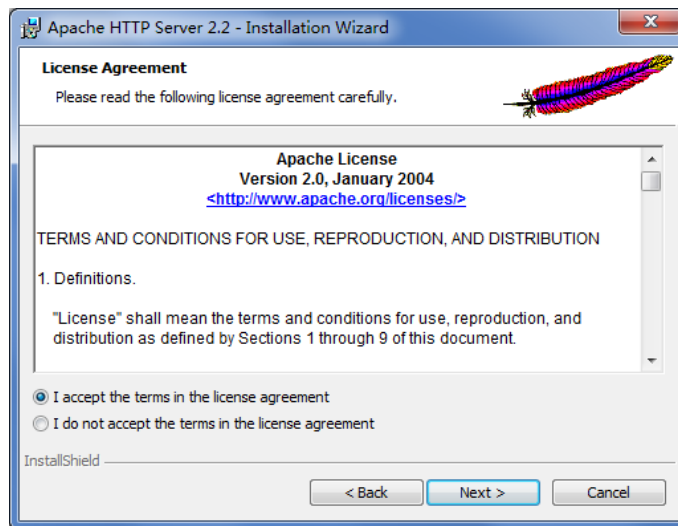 Apache HTTP Server 2.2 - Installation Wizard
License Agreement
Please read the following license agreement carefully.
Apache License
Version 2.0, January 2004
<http://www.apache.org/licenses/>
TERMS AND CONDITIONS FOR USE, REPRODUCTION, AND DISTRIBUTION
1. Definitions.
"License" shall mean the terms and conditions for use, reproduction, and
distribution as defined by Sections 1 through 9 of this document.
I accept the terms in the license agreement
I do not accept the terms in the license agreement
InstallShield
< Back Next > Cancel